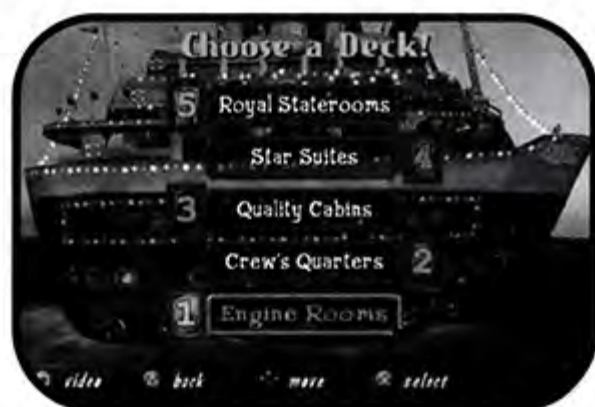 Choose a Deck!
5 Royal Staterooms
Star Suites 4
3 Quality Cabins
Crew's Quarters 2
1 Engine Rooms
video back move select